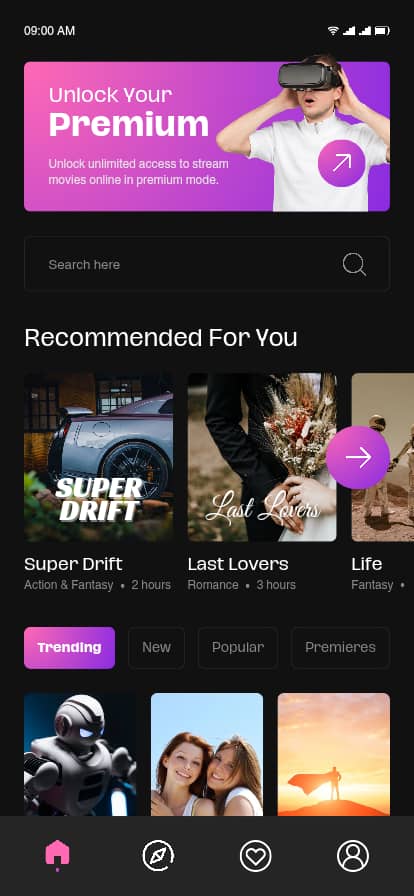 09:00 AM
Unlock Your
Premium
Unlock unlimited access to stream
movies online in premium mode.
Search here
Recommended For You
SUPER
DRIFT
Last Lovers
Super Drift
Last Lovers
Life
Action & Fantasy • 2 hours
Romance • 3 hours
Fantasy •
Trending
New
Popular
Premieres